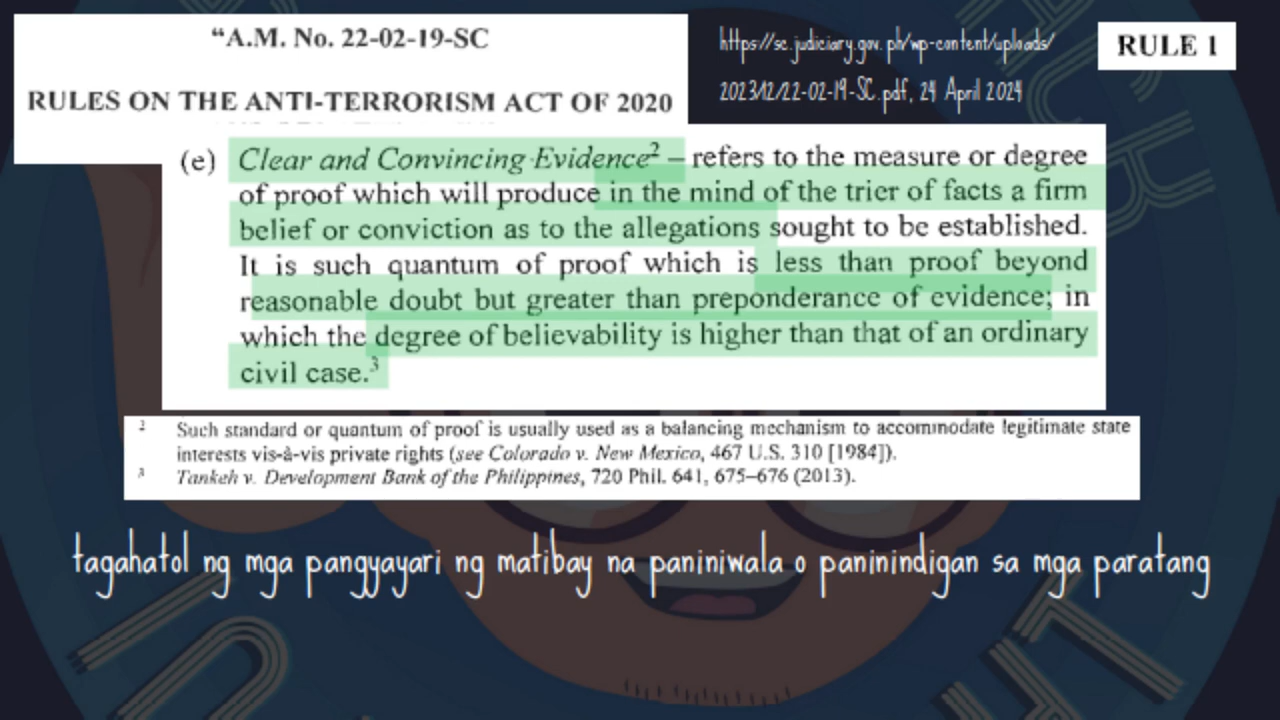 “A.M. No. 22-02-19-SC
RULES ON THE ANTI-TERRORISM ACT OF 2020
https://sc.judiciary.gov.ph/wp-content/uploads/
2023/12/22-02-19-SC.pdf, 24 April 2024
RULE 1
(e) Clear and Convincing Evidence2 – refers to the measure or degree
of proof which will produce in the mind of the trier of facts a firm
belief or conviction as to the allegations sought to be established.
It is such quantum of proof which is less than proof beyond
reasonable doubt but greater than preponderance of evidence; in
which the degree of believability is higher than that of an ordinary
civil case.3
2 Such standard or quantum of proof is usually used as a balancing mechanism to accommodate legitimate state
interests vis-à-vis private rights (see Colorado v. New Mexico, 467 U.S. 310 [1984]).
3 Tankeh v. Development Bank of the Philippines, 720 Phil. 641, 675–676 (2013).
tagahatol ng mga pangyayari ng matibay na paniniwala o paninindigan sa mga paratang